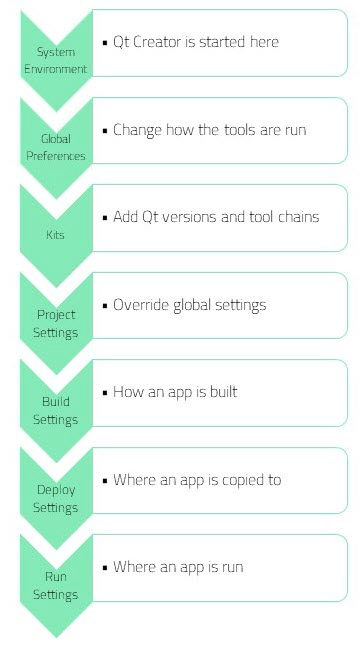 System
Environment
▪ Qt Creator is started here
Global
Preferences
▪ Change how the tools are run
Kits
▪ Add Qt versions and tool chains
Project
Settings
▪ Override global settings
Build
Settings
▪ How an app is built
Deploy
Settings
▪ Where an app is copied to
Run
Settings
▪ Where an app is run